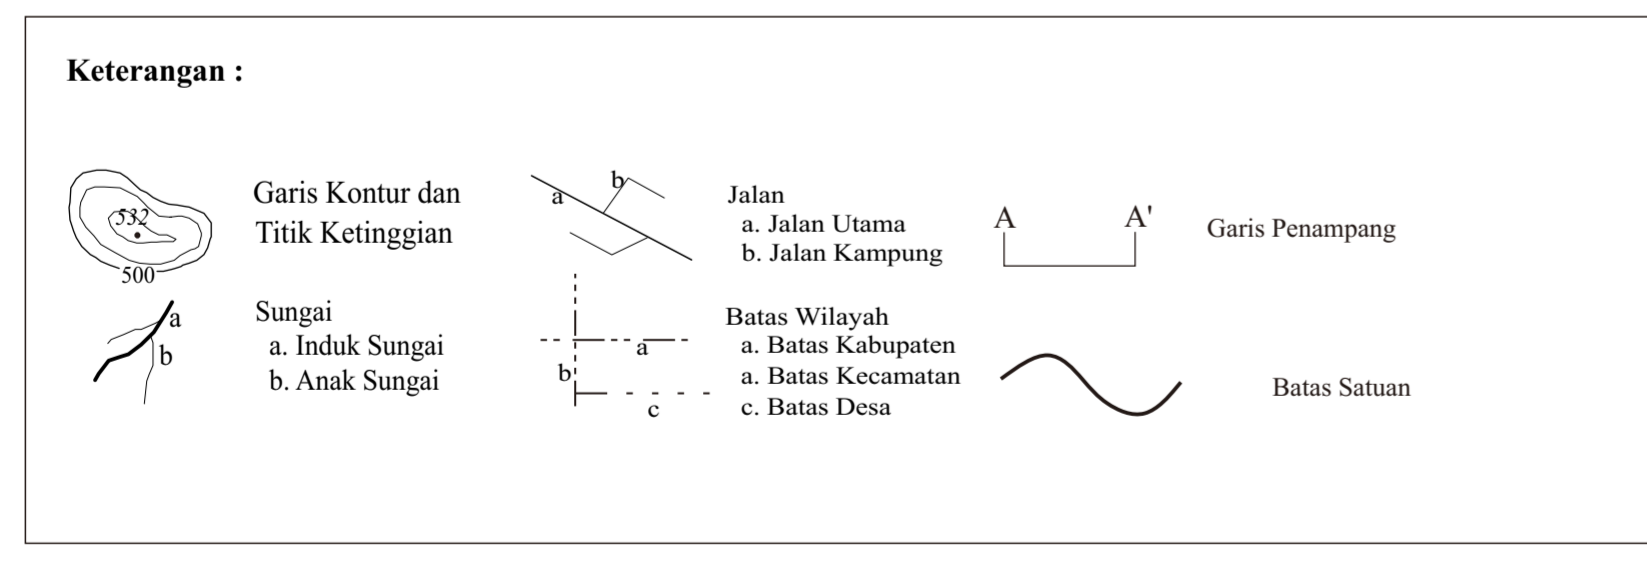 Keterangan :
532
500
Garis Kontur dan
Titik Ketinggian
a
b
Sungai
a. Induk Sungai
b. Anak Sungai
a
b
Jalan
a. Jalan Utama
b. Jalan Kampung
a
b
c
Batas Wilayah
a. Batas Kabupaten
a. Batas Kecamatan
c. Batas Desa
A A'
Garis Penampang
Batas Satuan